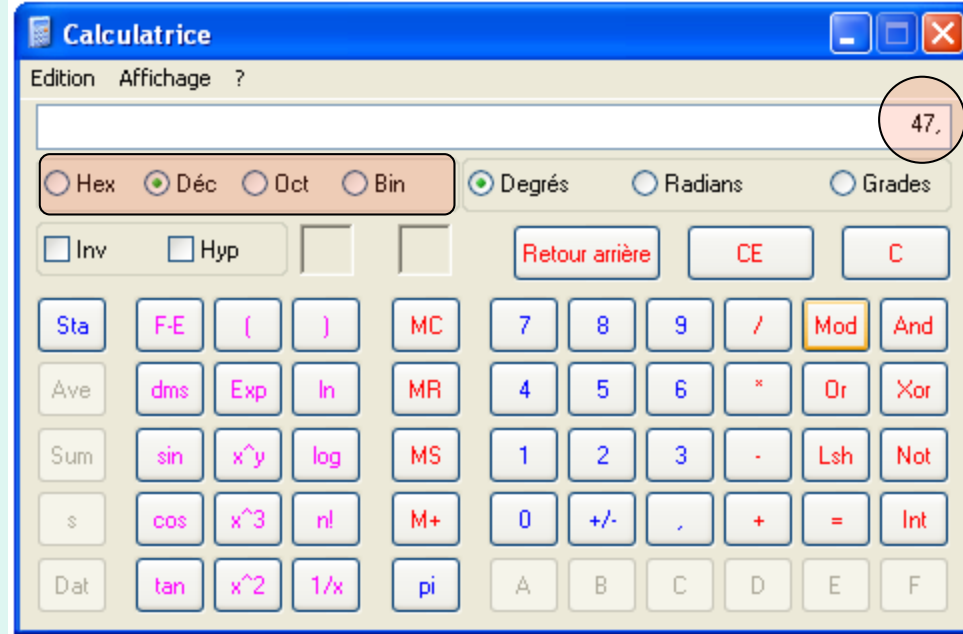 Calculatrice
Edition Affichage ?
47,
Hex Déc Oct Bin Degrés Radians Grades
Inv Hyp Retour arrière CE C
Sta F-E ( ) MC 7 8 9 / Mod And
Ave dms Exp ln MR 4 5 6 * Or Xor
Sum sin x^y log MS 1 2 3 - Lsh Not
s cos x^3 n! M+ 0 +/- , + = Int
Dat tan x^2 1/x pi A B C D E F